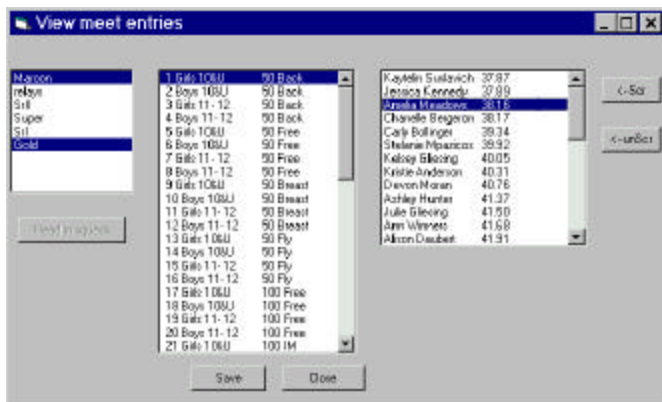 View meet entries
Maroon
relays
Srll
Super
SrI
Gold
1 Girls 10&U 50 Back
2 Boys 10&U 50 Back
3 Girls 11-12 50 Back
4 Boys 11-12 50 Back
5 Girls 10&U 50 Free
6 Boys 10&U 50 Free
7 Girls 11-12 50 Free
8 Boys 11-12 50 Free
9 Girls 10&U 50 Breast
10 Boys 10&U 50 Breast
11 Girls 11-12 50 Breast
12 Boys 11-12 50 Breast
13 Girls 10&U 50 Fly
14 Boys 10&U 50 Fly
15 Girls 11-12 50 Fly
16 Boys 11-12 50 Fly
17 Girls 10&U 100 Free
18 Boys 10&U 100 Free
19 Girls 11-12 100 Free
20 Boys 11-12 100 Free
21 Girls 10&U 100 IM
Kaytelin Suslavich 37.87
Jessica Kennedy 37.99
Amelia Meadows 38.16
Chanelle Bergeron 38.17
Carly Bollinger 39.34
Stefanie Mpazicos 39.92
Kelsey Gliesing 40.05
Kristie Anderson 40.31
Devon Moran 40.76
Ashley Hunter 41.37
Julie Gliesing 41.50
Ann Wimmers 41.68
Alison Daubert 41.91
<-Scr
<-unScr
Save
Close